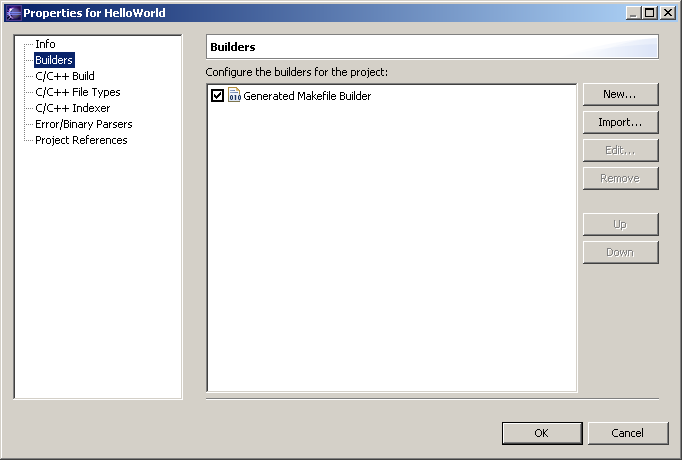 Properties for HelloWorld
Info
Builders
C/C++ Build
C/C++ File Types
C/C++ Indexer
Error/Binary Parsers
Project References
Builders
Configure the builders for the project:
010
Generated Makefile Builder
New...
Import...
Edit...
Remove
Up
Down
OK
Cancel